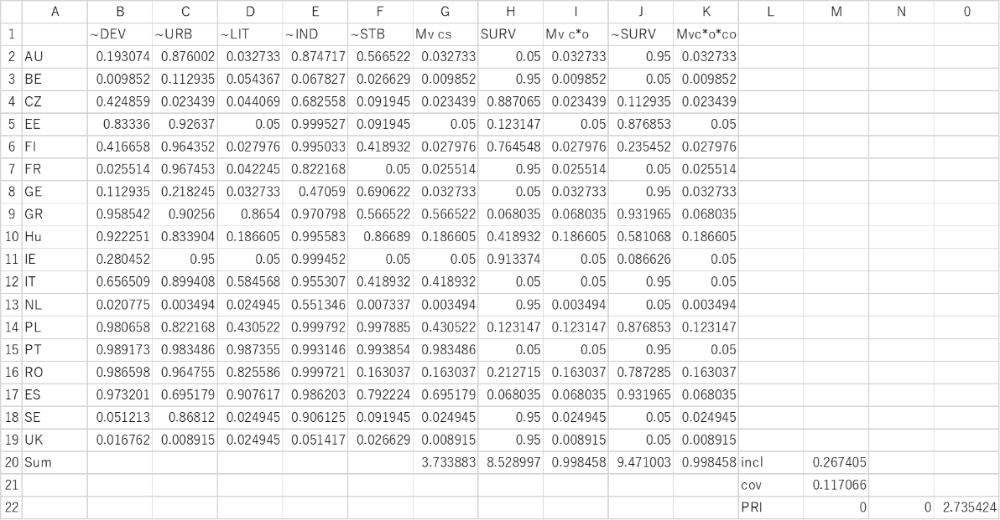 A B C D E F G H I J K L M N 0
1 ~DEV ~URB ~LIT ~IND ~STB Mv cs SURV Mv c*o ~SURV Mvc*o*co
2 AU 0.193074 0.876002 0.032733 0.874717 0.566522 0.032733 0.05 0.032733 0.95 0.032733
3 BE 0.009852 0.112935 0.054367 0.067827 0.026629 0.009852 0.95 0.009852 0.05 0.009852
4 CZ 0.424859 0.023439 0.044069 0.682558 0.091945 0.023439 0.887065 0.023439 0.112935 0.023439
5 EE 0.83336 0.92637 0.05 0.999527 0.091945 0.05 0.123147 0.05 0.876853 0.05
6 FI 0.416658 0.964352 0.027976 0.995033 0.418932 0.027976 0.764548 0.027976 0.235452 0.027976
7 FR 0.025514 0.967453 0.042245 0.822168 0.05 0.025514 0.95 0.025514 0.05 0.025514
8 GE 0.112935 0.218245 0.032733 0.47059 0.690622 0.032733 0.05 0.032733 0.95 0.032733
9 GR 0.958542 0.90256 0.8654 0.970798 0.566522 0.566522 0.068035 0.068035 0.931965 0.068035
10 Hu 0.922251 0.833904 0.186605 0.995583 0.86689 0.186605 0.418932 0.186605 0.581068 0.186605
11 IE 0.280452 0.95 0.05 0.999452 0.05 0.05 0.913374 0.05 0.086626 0.05
12 IT 0.656509 0.899408 0.584568 0.955307 0.418932 0.418932 0.05 0.05 0.95 0.05
13 NL 0.020775 0.003494 0.024945 0.551346 0.007337 0.003494 0.95 0.003494 0.05 0.003494
14 PL 0.980658 0.822168 0.430522 0.999792 0.997885 0.430522 0.123147 0.123147 0.876853 0.123147
15 PT 0.989173 0.983486 0.987355 0.993146 0.993854 0.983486 0.05 0.05 0.95 0.05
16 RO 0.986598 0.964755 0.825586 0.999721 0.163037 0.163037 0.212715 0.163037 0.787285 0.163037
17 ES 0.973201 0.695179 0.907617 0.986203 0.792224 0.695179 0.068035 0.068035 0.931965 0.068035
18 SE 0.051213 0.86812 0.024945 0.906125 0.091945 0.024945 0.95 0.024945 0.05 0.024945
19 UK 0.016762 0.008915 0.024945 0.051417 0.026629 0.008915 0.95 0.008915 0.05 0.008915
20 Sum 3.733883 8.528997 0.998458 9.471003 0.998458 incl 0.267405
21 cov 0.117066
22 PRI 0 0 2.735424